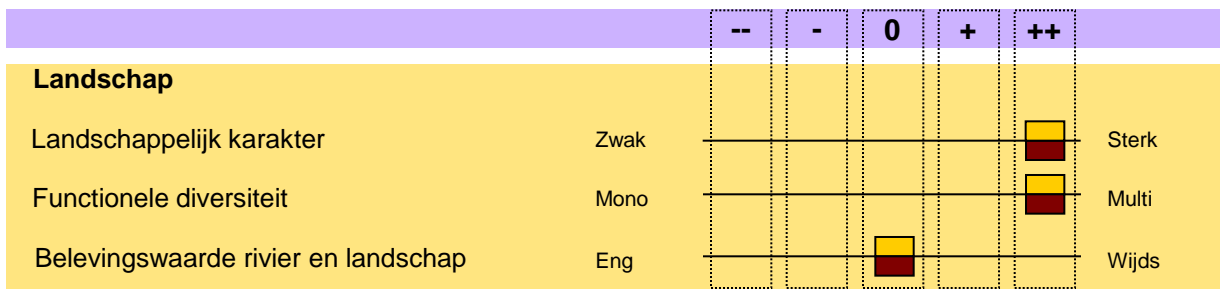 -- - 0 + ++
Landschap
Landschappelijk karakter Zwak Sterk
Functionele diversiteit Mono Multi
Belevingswaarde rivier en landschap Eng Wijds